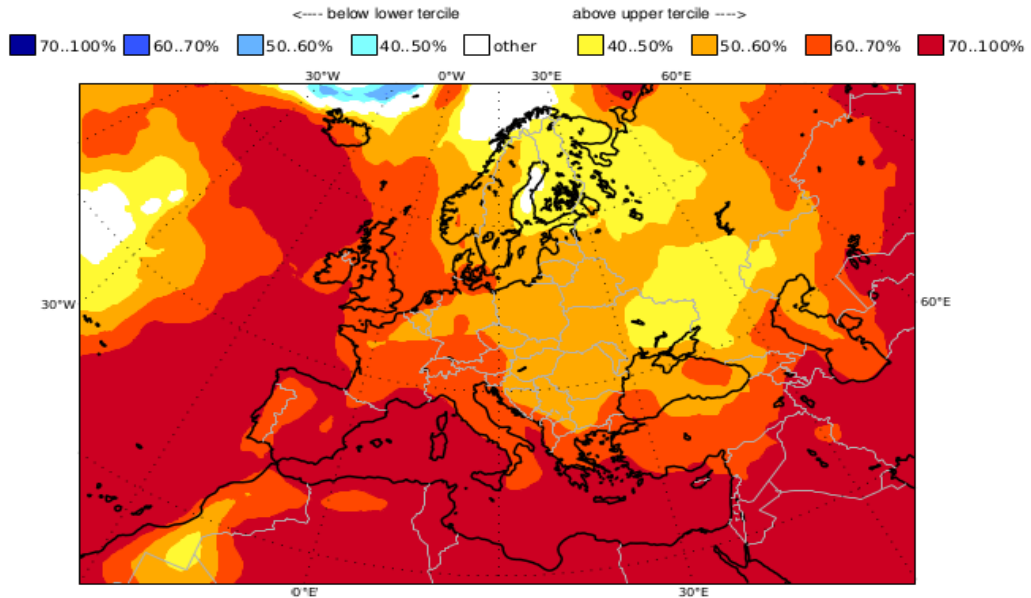 <---- below lower tercile above upper tercile ---->
70..100% 60..70% 50..60% 40..50% other 40..50% 50..60% 60..70% 70..100%
30°W 0°W 30°E 60°E
30°W 60°E
0°E 30°E